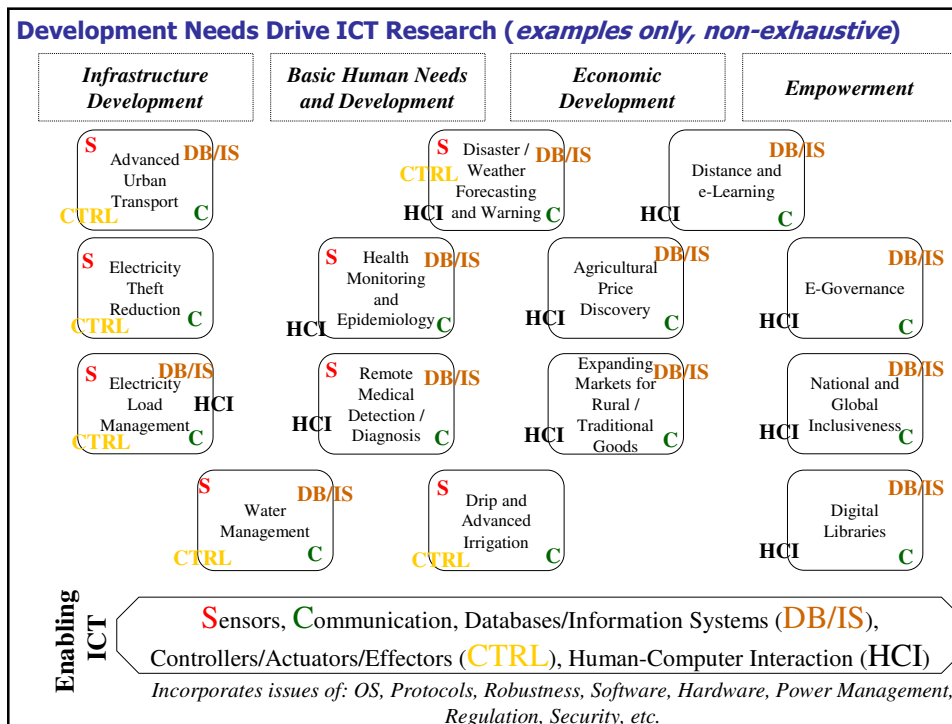 Development Needs Drive ICT Research (examples only, non-exhaustive)
Infrastructure
Development
Basic Human Needs
and Development
Economic
Development
Empowerment
S
DB/IS
Advanced
Urban
Transport
CTRL
C
S
DB/IS
CTRL
Disaster /
Weather
Forecasting
and Warning
HCI
C
DB/IS
Distance and
e-Learning
HCI
C
S
Electricity
Theft
Reduction
CTRL
C
S
DB/IS
Health
Monitoring
and
Epidemiology
HCI
C
DB/IS
Agricultural
Price
Discovery
HCI
C
DB/IS
E-Governance
HCI
C
S
DB/IS
Electricity
Load
Management
HCI
CTRL
C
S
DB/IS
Remote
Medical
Detection /
Diagnosis
HCI
C
DB/IS
Expanding
Markets for
Rural /
Traditional
Goods
HCI
C
DB/IS
National and
Global
Inclusiveness
HCI
C
S
DB/IS
Water
Management
CTRL
C
S
Drip and
Advanced
Irrigation
CTRL
C
DB/IS
Digital
Libraries
HCI
C
Enabling
ICT
Sensors, Communication, Databases/Information Systems (DB/IS),
Controllers/Actuators/Effectors (CTRL), Human-Computer Interaction (HCI)
Incorporates issues of: OS, Protocols, Robustness, Software, Hardware, Power Management,
Regulation, Security, etc.